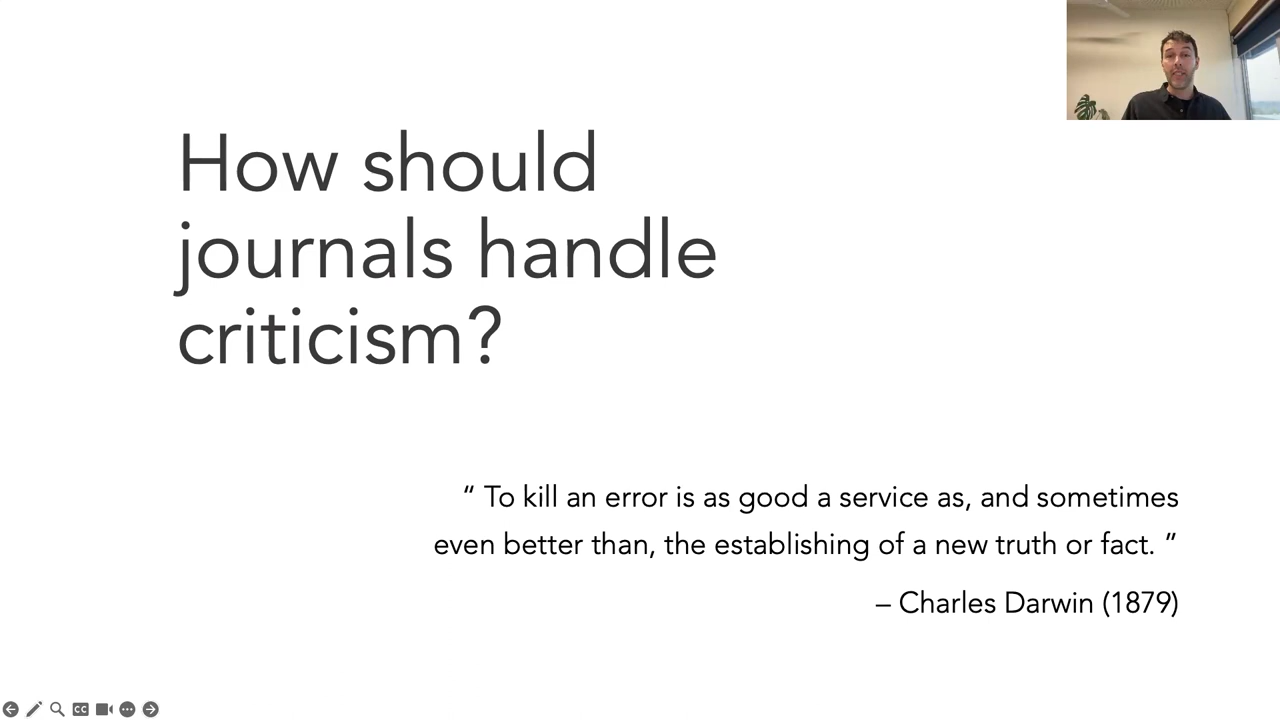 How should
journals handle
criticism?
“ To kill an error is as good a service as, and sometimes
even better than, the establishing of a new truth or fact. ”
– Charles Darwin (1879)
CC